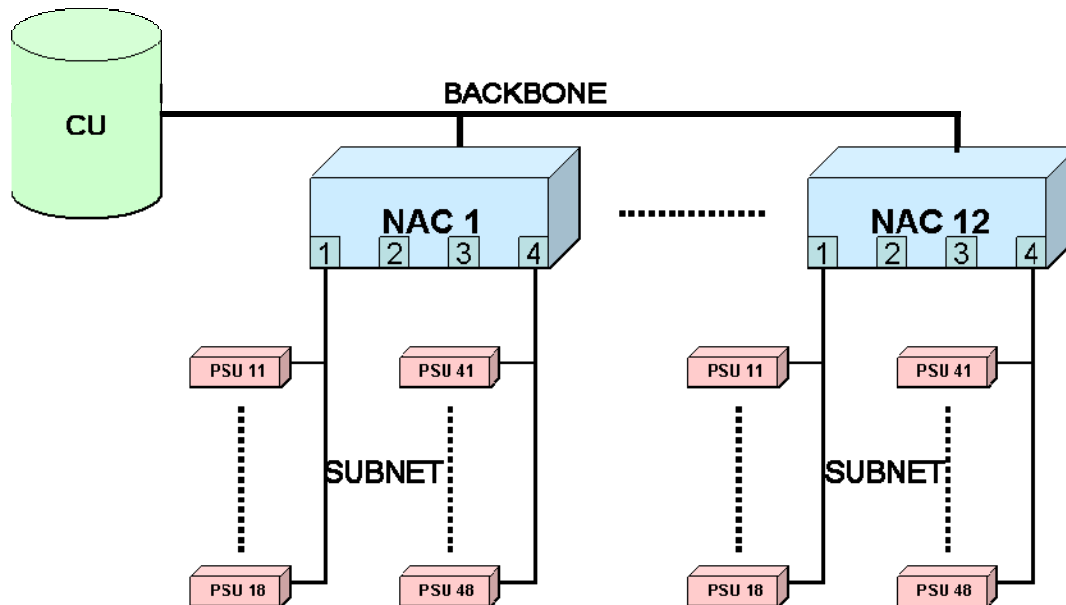 BACKBONE
CU
NAC 1
NAC 12
1 2 3 4
1 2 3 4
PSU 11
PSU 41
PSU 11
PSU 41
SUBNET
SUBNET
PSU 18
PSU 48
PSU 18
PSU 48